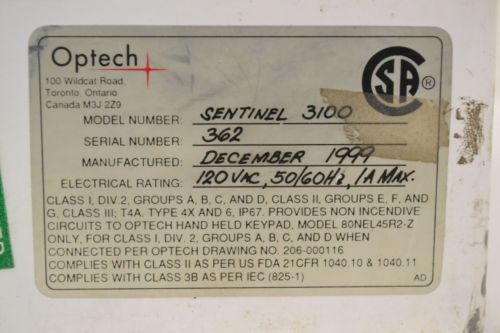 Optech
100 Wildcat Road,
Toronto, Ontario
Canada M3J 2Z9
CSA ®
MODEL NUMBER: SENTINEL 3100
SERIAL NUMBER: 362
MANUFACTURED: DECEMBER 1999
ELECTRICAL RATING: 120 VAC, 50/60Hz, 1A MAX.
CLASS I, DIV.2, GROUPS A, B, C, AND D, CLASS II, GROUPS E, F, AND
G, CLASS III; T4A, TYPE 4X AND 6, IP67. PROVIDES NON INCENDIVE
CIRCUITS TO OPTECH HAND HELD KEYPAD, MODEL 80NEL45R2-Z
ONLY, FOR CLASS I, DIV. 2, GROUPS A, B, C, AND D WHEN
CONNECTED PER OPTECH DRAWING NO. 206-000116
COMPLIES WITH CLASS II AS PER US FDA 21CFR 1040.10 & 1040.11
COMPLIES WITH CLASS 3B AS PER IEC (825-1)
AD